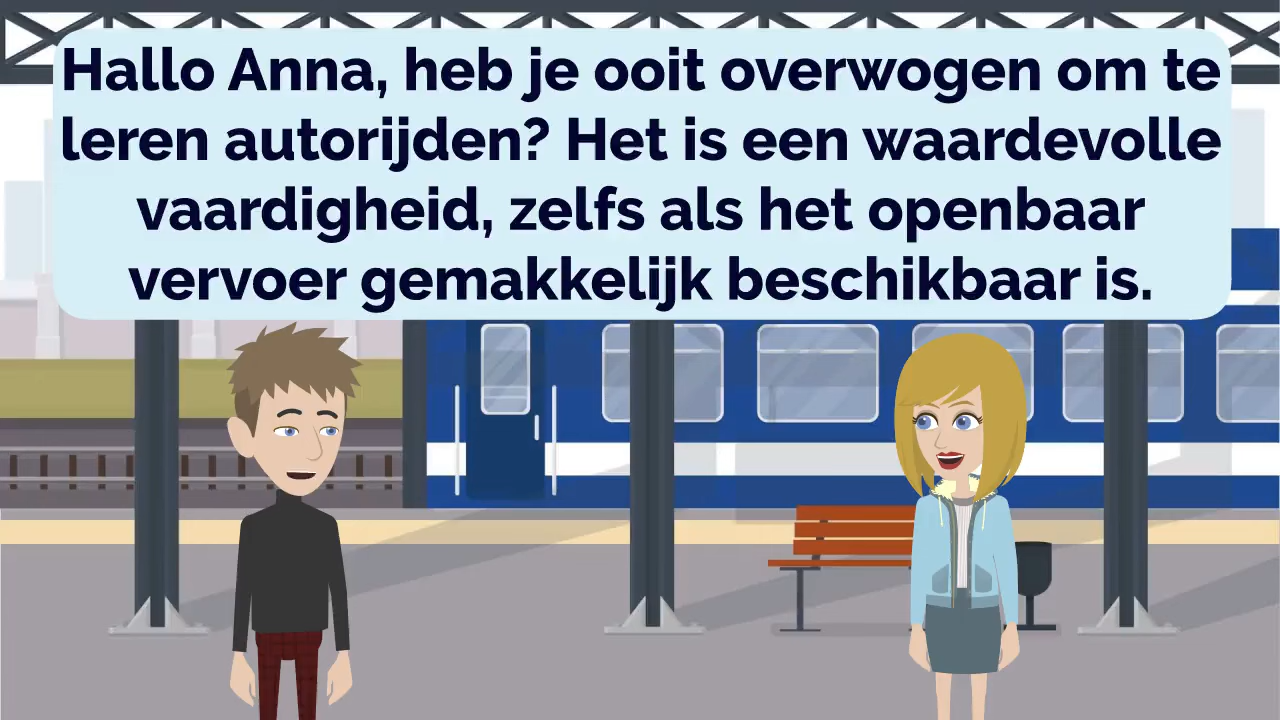 Hallo Anna, heb je ooit overwogen om te
leren autorijden? Het is een waardevolle
vaardigheid, zelfs als het openbaar
vervoer gemakkelijk beschikbaar is.